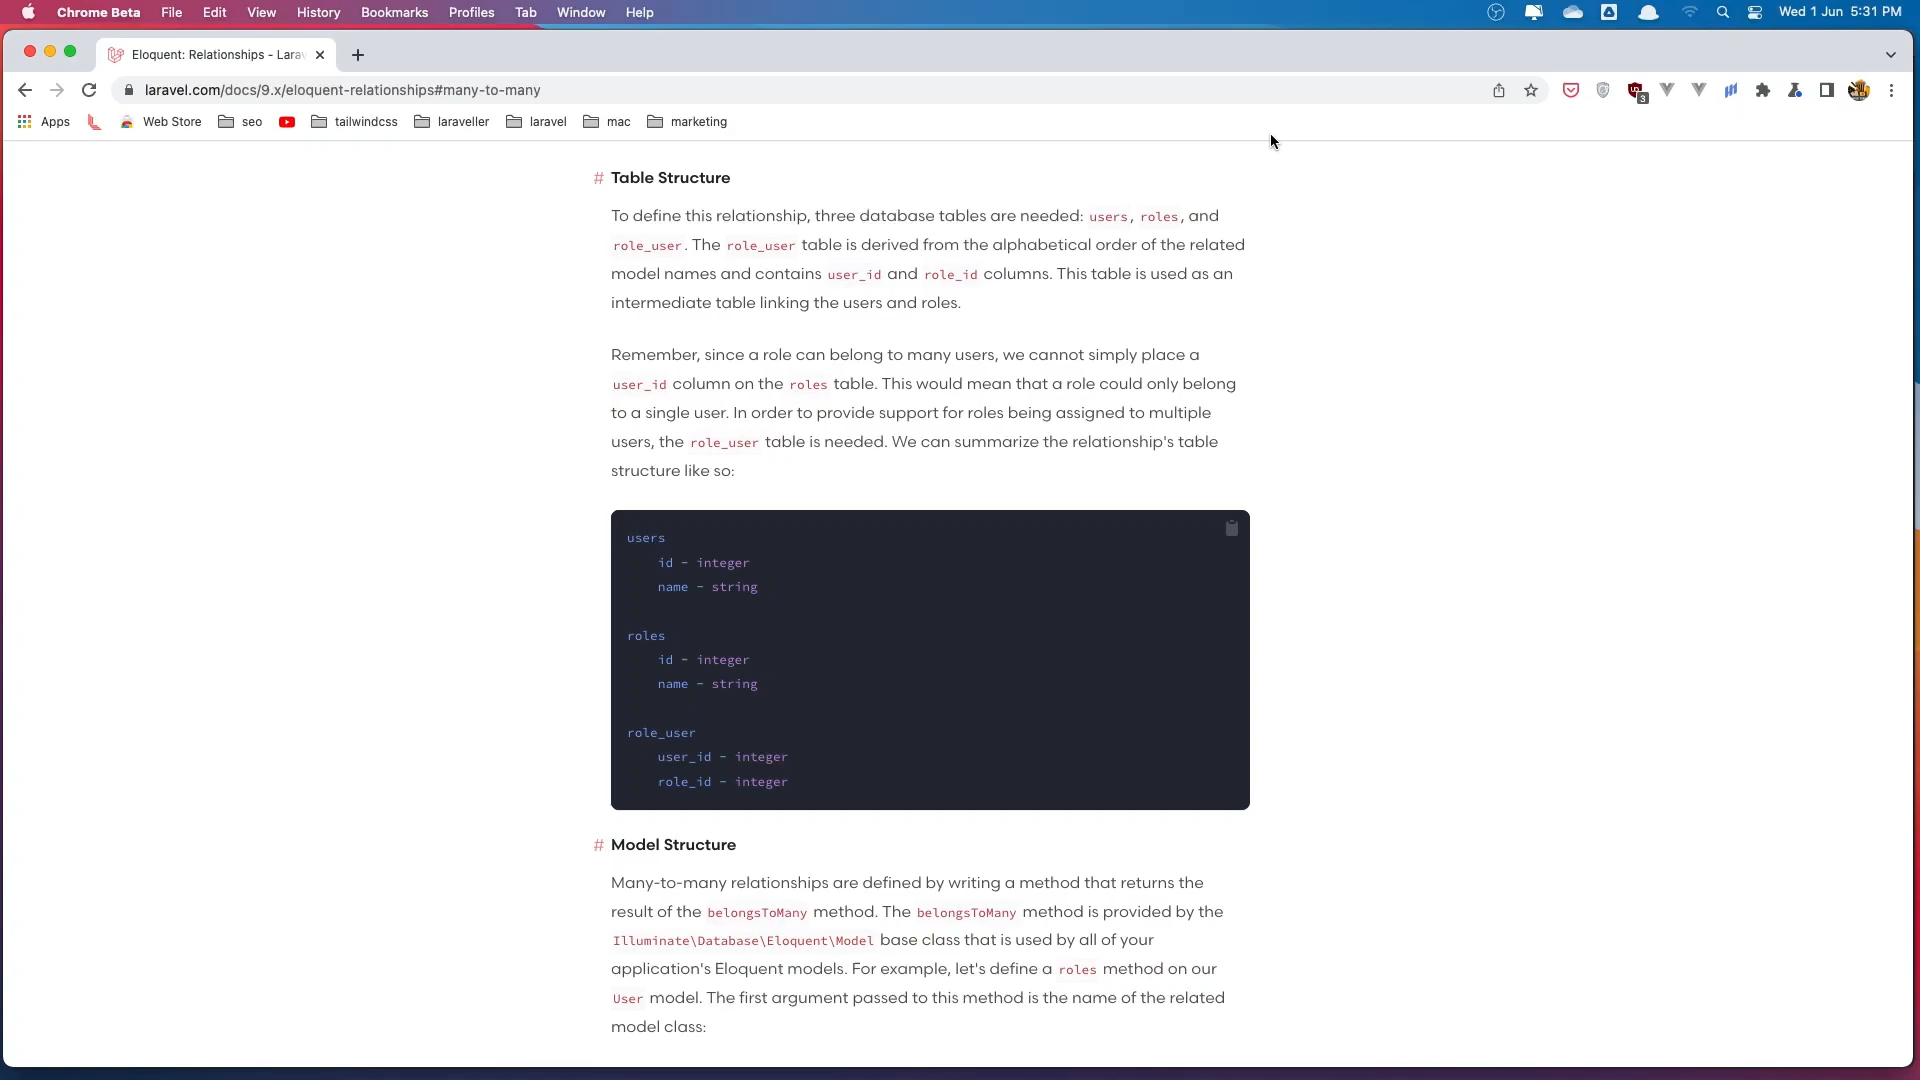 Chrome Beta File Edit View History Bookmarks Profiles Tab Window Help Wed 1 Jun 5:31 PM
Eloquent: Relationships - Larav
laravel.com/docs/9.x/eloquent-relationships#many-to-many 3
Apps Web Store seo tailwindcss laraveller laravel mac marketing
# Table Structure
To define this relationship, three database tables are needed: users, roles, and
role_user. The role_user table is derived from the alphabetical order of the related
model names and contains user_id and role_id columns. This table is used as an
intermediate table linking the users and roles.
Remember, since a role can belong to many users, we cannot simply place a
user_id column on the roles table. This would mean that a role could only belong
to a single user. In order to provide support for roles being assigned to multiple
users, the role_user table is needed. We can summarize the relationship's table
structure like so:
users
id - integer
name - string
roles
id - integer
name - string
role_user
user_id - integer
role_id - integer
# Model Structure
Many-to-many relationships are defined by writing a method that returns the
result of the belongsToMany method. The belongsToMany method is provided by the
Illuminate\Database\Eloquent\Model base class that is used by all of your
application's Eloquent models. For example, let's define a roles method on our
User model. The first argument passed to this method is the name of the related
model class: